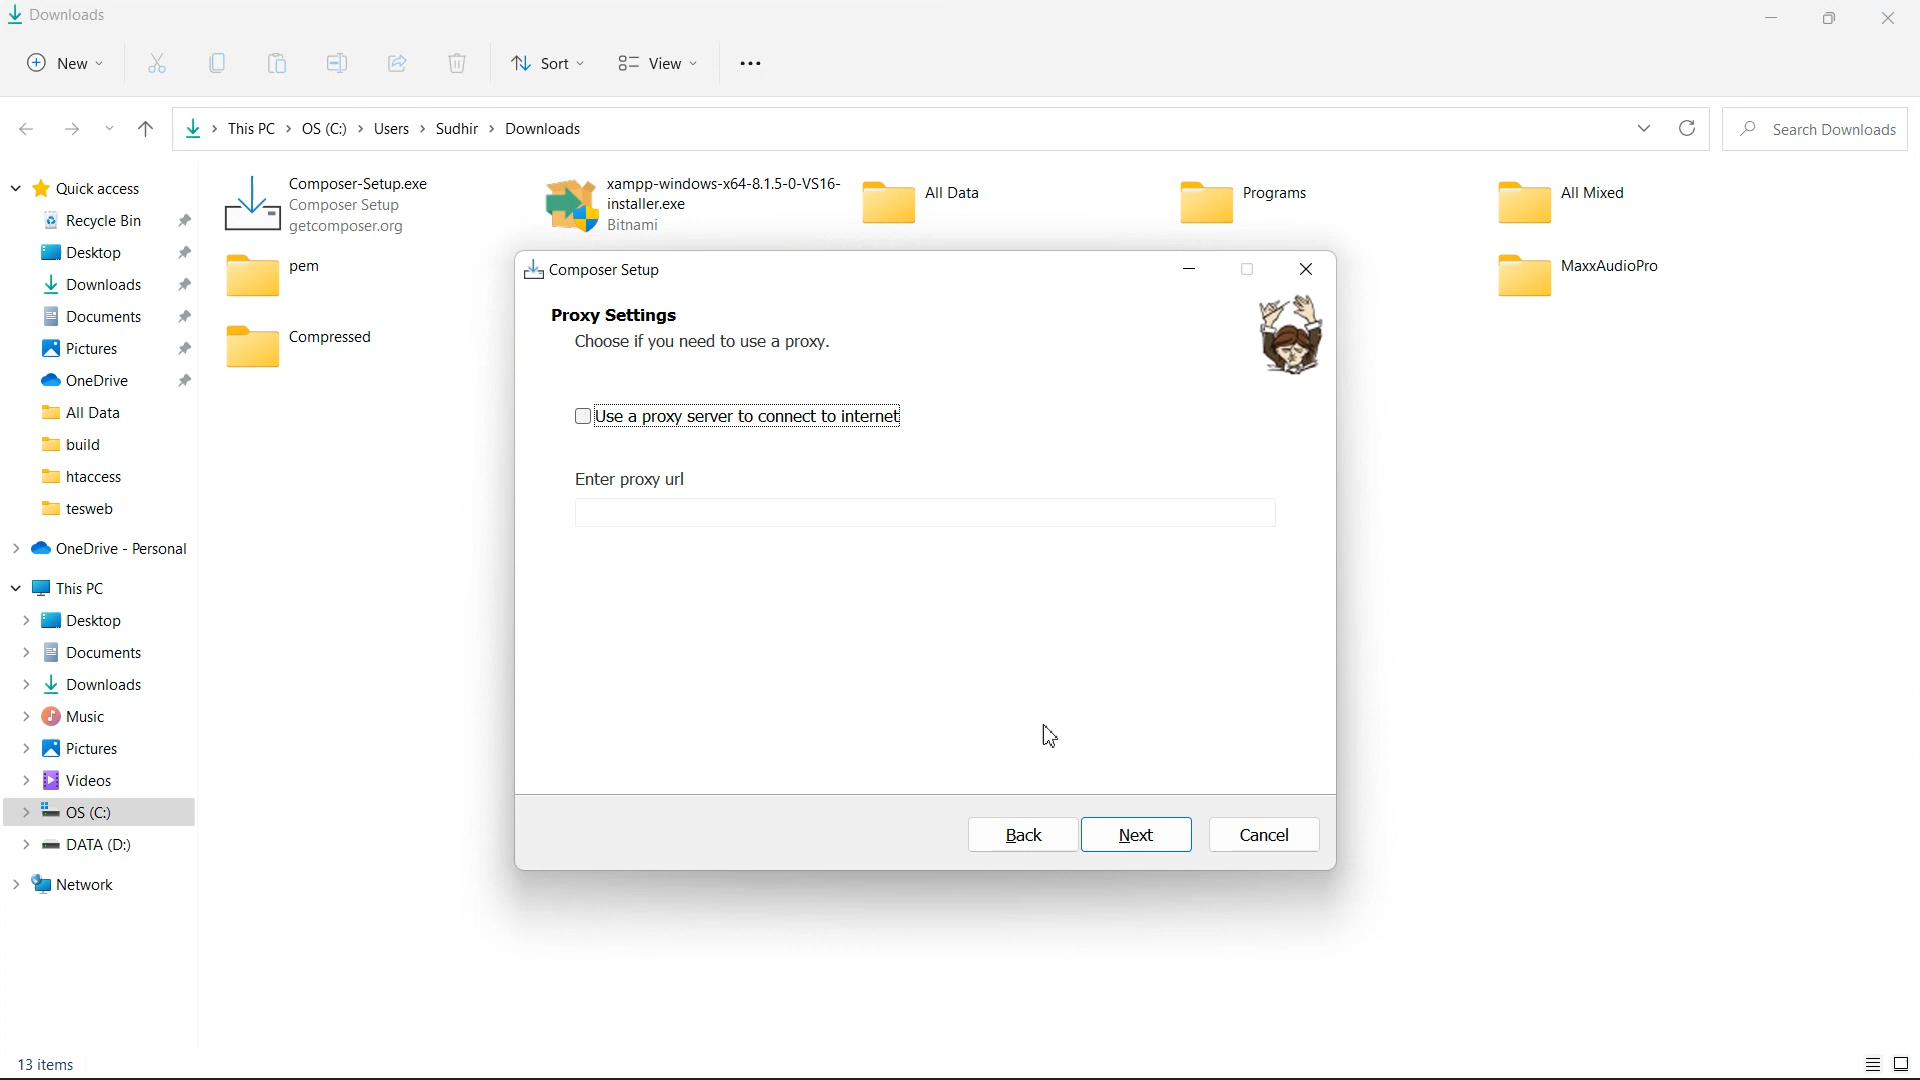 Downloads
New
Sort
View
This PC
OS (C:)
Users
Sudhir
Downloads
Search Downloads
Quick access
Recycle Bin
Desktop
Downloads
Documents
Pictures
OneDrive
All Data
build
htaccess
tesweb
OneDrive - Personal
This PC
Desktop
Documents
Downloads
Music
Pictures
Videos
OS (C:)
DATA (D:)
Network
Composer-Setup.exe
Composer Setup
getcomposer.org
xampp-windows-x64-8.1.5-0-VS16-
installer.exe
Bitnami
All Data
Programs
All Mixed
pem
MaxxAudioPro
Compressed
Composer Setup
Proxy Settings
Choose if you need to use a proxy.
Use a proxy server to connect to internet
Enter proxy url
Back
Next
Cancel
13 items